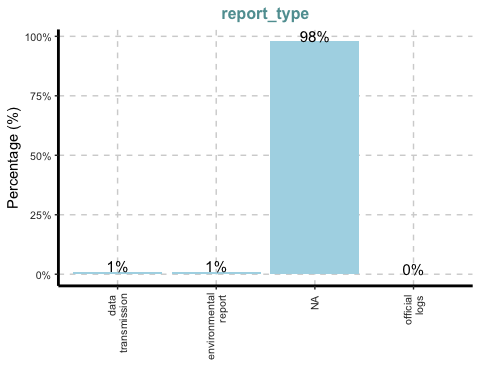 report_type
Percentage (%)
100%
75%
50%
25%
0%
98%
1%
1%
0%
data
transmission
environmental
report
NA
official
logs